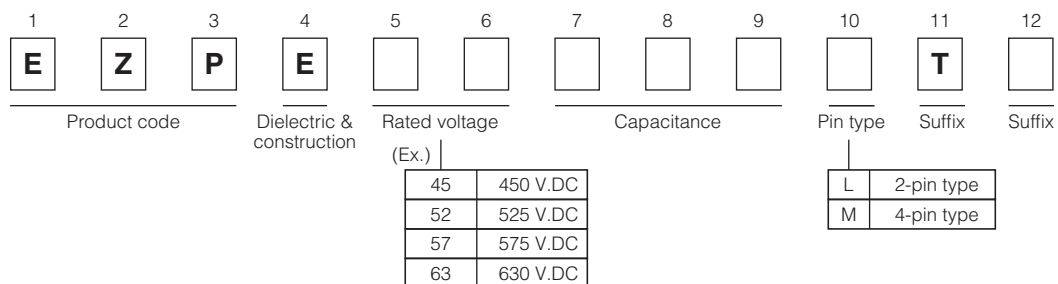 1 2 3 4 5 6 7 8 9 10 11 12
E Z P E T
Product code Dielectric & Rated voltage Capacitance Pin type Suffix Suffix
construction
(Ex.)
45 450 V.DC L 2-pin type
52 525 V.DC M 4-pin type
57 575 V.DC
63 630 V.DC